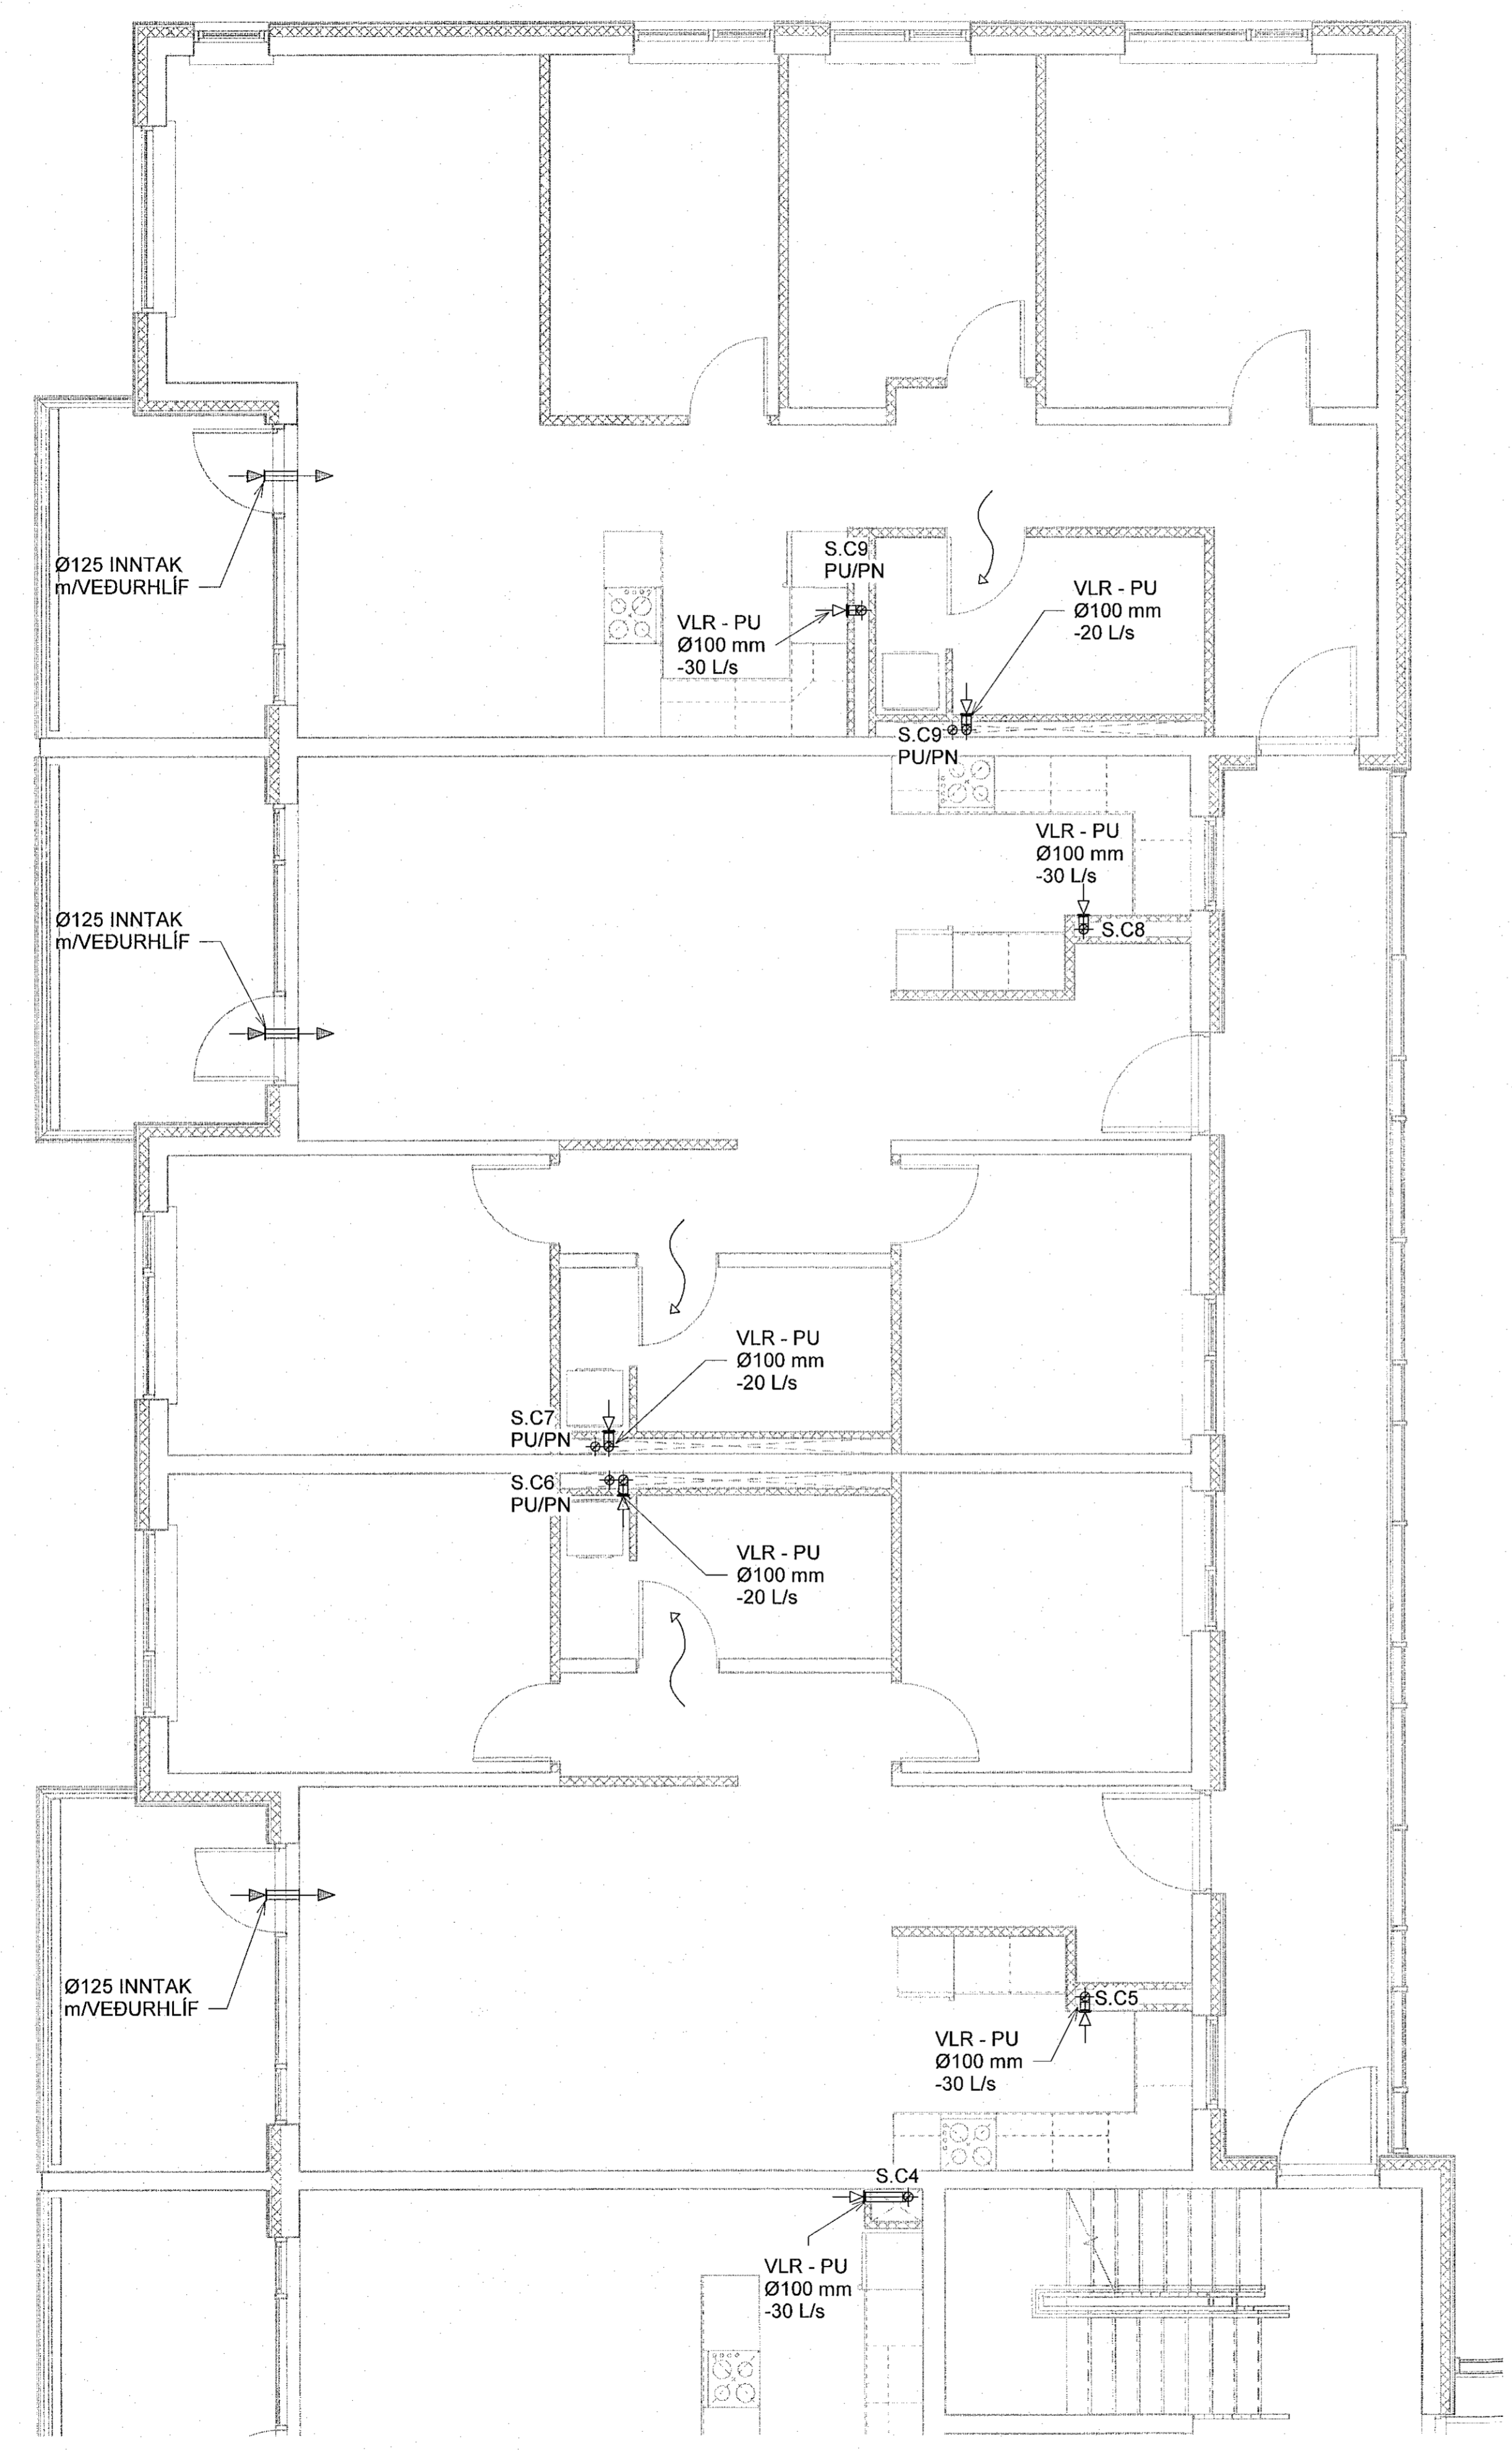 Ø125 INNTAK
m/VEÐURHLÍF
S.C9
PU/PN
VLR - PU
Ø100 mm
-30 L/s
VLR - PU
Ø100 mm
-20 L/s
S.C9
PU/PN
VLR - PU
Ø100 mm
-30 L/s
S.C8
Ø125 INNTAK
m/VEÐURHLÍF
VLR - PU
Ø100 mm
-20 L/s
S.C7
PU/PN
S.C6
PU/PN
VLR - PU
Ø100 mm
-20 L/s
Ø125 INNTAK
m/VEÐURHLÍF
S.C5
VLR - PU
Ø100 mm
-30 L/s
S.C4
VLR - PU
Ø100 mm
-30 L/s